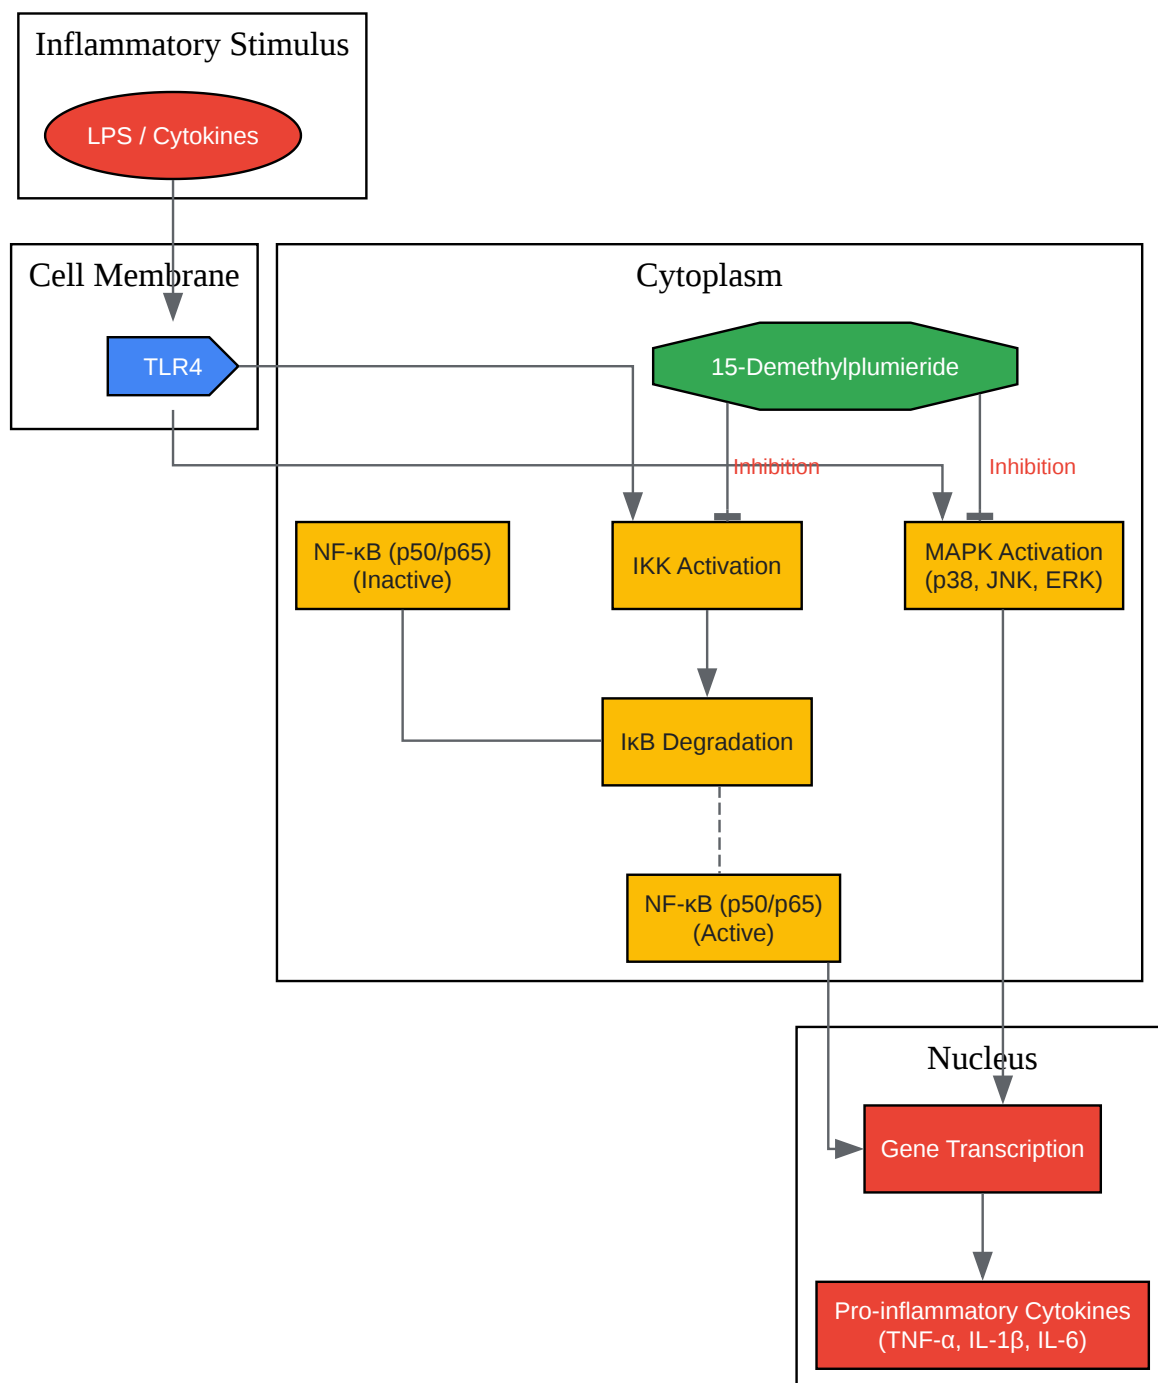 Inflammatory Stimulus
LPS / Cytokines
Cell Membrane
TLR4
Cytoplasm
15-Demethylplumieride
Inhibition
Inhibition
NF-κB (p50/p65)
(Inactive)
IKK Activation
MAPK Activation
(p38, JNK, ERK)
IκB Degradation
NF-κB (p50/p65)
(Active)
Nucleus
Gene Transcription
Pro-inflammatory Cytokines
(TNF-α, IL-1β, IL-6)